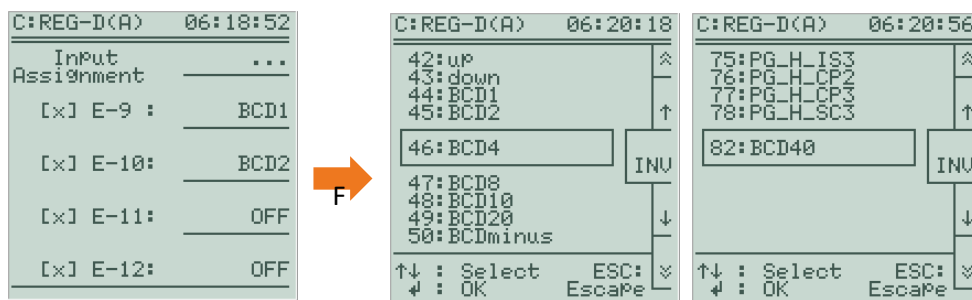 C:REG-D(A) 06:18:52
Input
Assignment ...
[x] E-9 : BCD1
[x] E-10: BCD2
[x] E-11: OFF
[x] E-12: OFF
F
C:REG-D(A) 06:20:18
42:up
43:down
44:BCD1
45:BCD2
46:BCD4
INV
47:BCD8
48:BCD10
49:BCD20
50:BCDminus
↑↓ : Select ESC:
↲ : OK Escape
C:REG-D(A) 06:20:56
75:PG_H_IS3
76:PG_H_CP2
77:PG_H_CP3
78:PG_H_SC3
82:BCD40
INV
↑↓ : Select ESC:
↲ : OK Escape